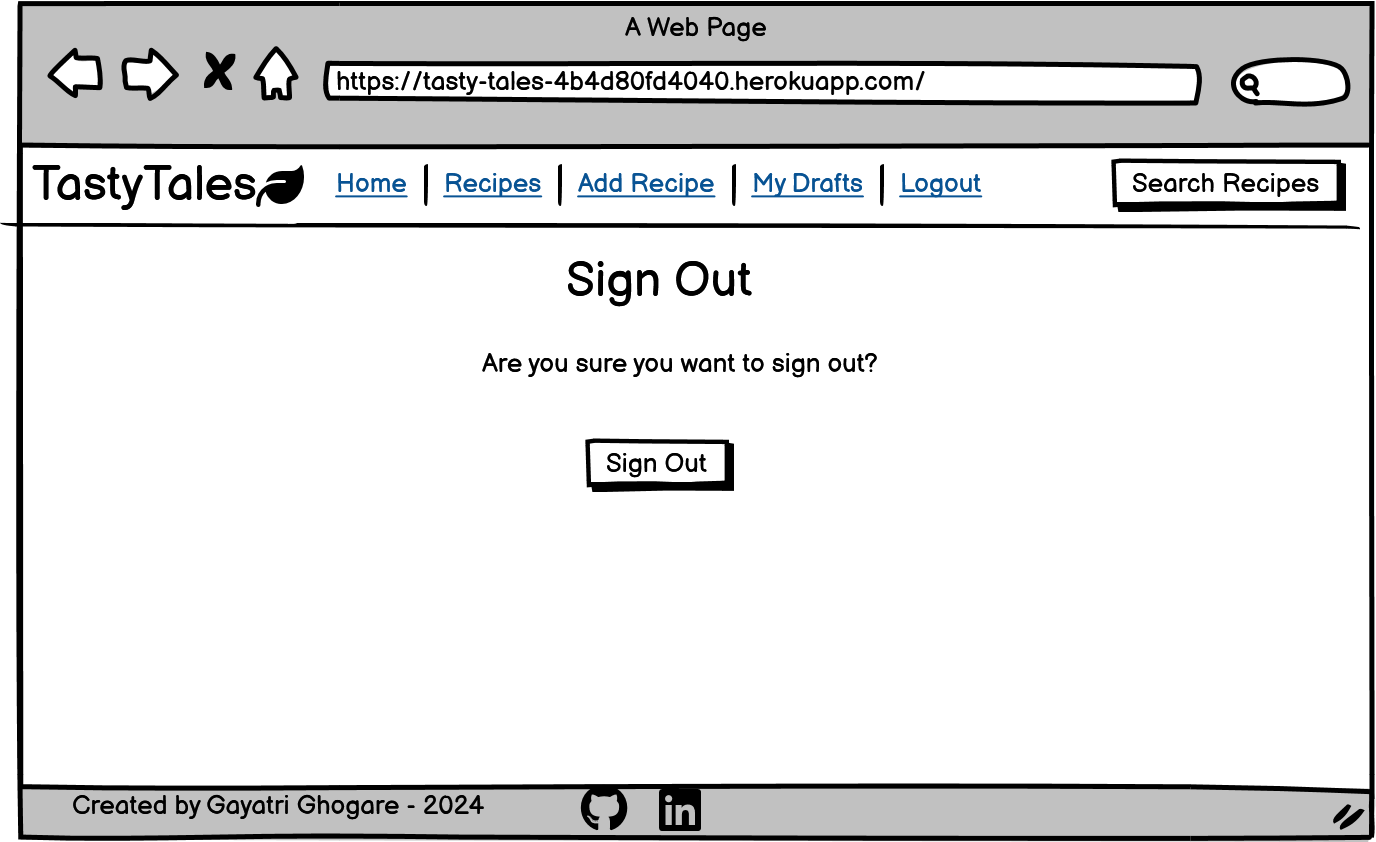 A Web Page
https://tasty-tales-4b4d80fd4040.herokuapp.com/
TastyTales Home Recipes Add Recipe My Drafts Logout Search Recipes
Sign Out
Are you sure you want to sign out?
Sign Out
Created by Gayatri Ghogare - 2024 in